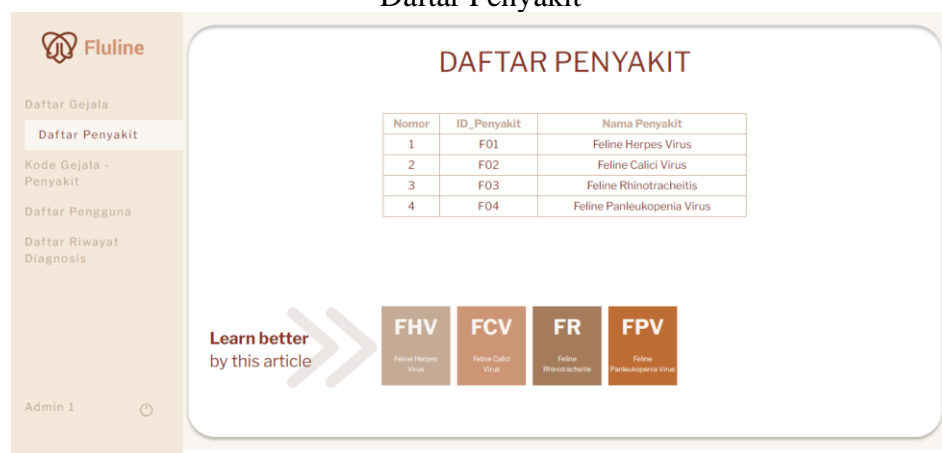 Daftar Penyakit
Fluline
Daftar Gejala
Daftar Penyakit
Kode Gejala -
Penyakit
Daftar Pengguna
Daftar Riwayat
Diagnosis
Admin 1
DAFTAR PENYAKIT
Nomor ID_Penyakit Nama Penyakit
1 F01 Feline Herpes Virus
2 F02 Feline Calici Virus
3 F03 Feline Rhinotracheitis
4 F04 Feline Panleukopenia Virus
Learn better
by this article
FHV
Feline Herpes
Virus
FCV
Feline Calici
Virus
FR
Feline
Rhinotracheitis
FPV
Feline
Panleukopenia Virus